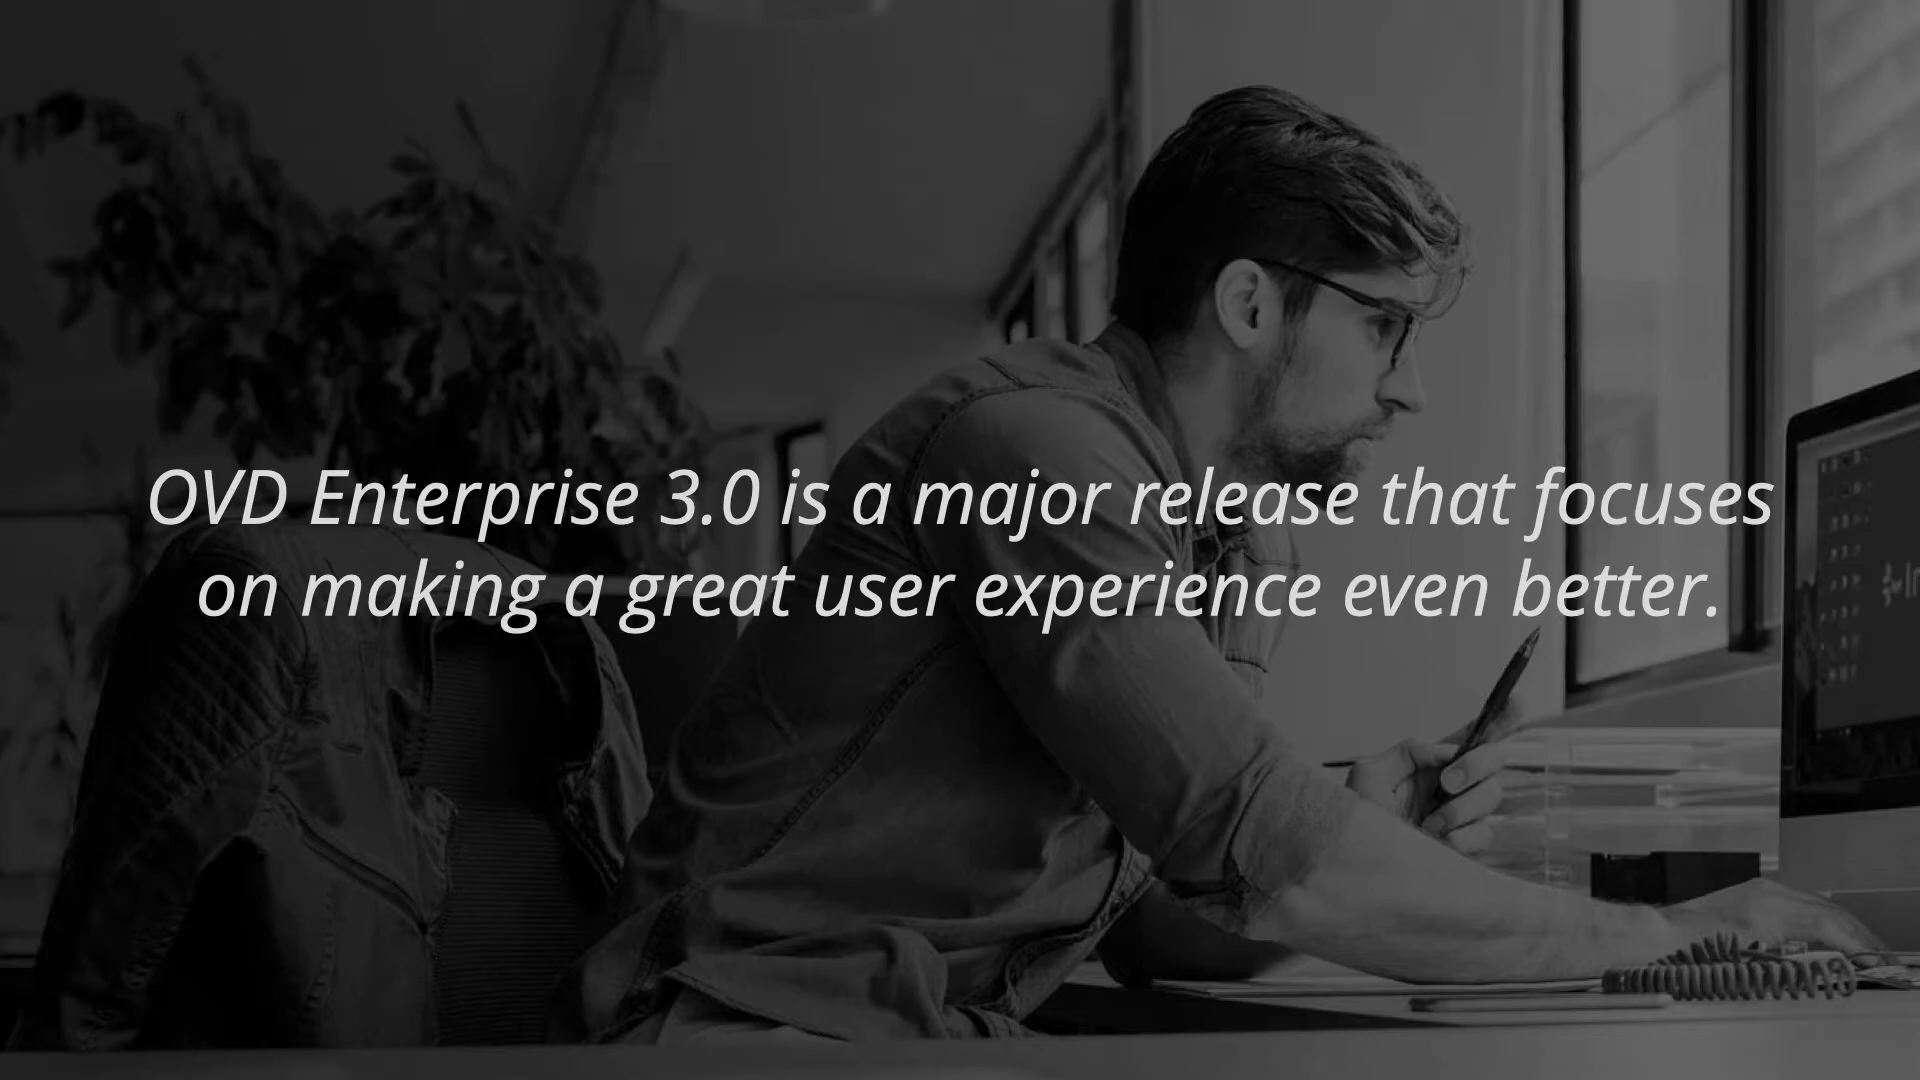 OVD Enterprise 3.0 is a major release that focuses
on making a great user experience even better.